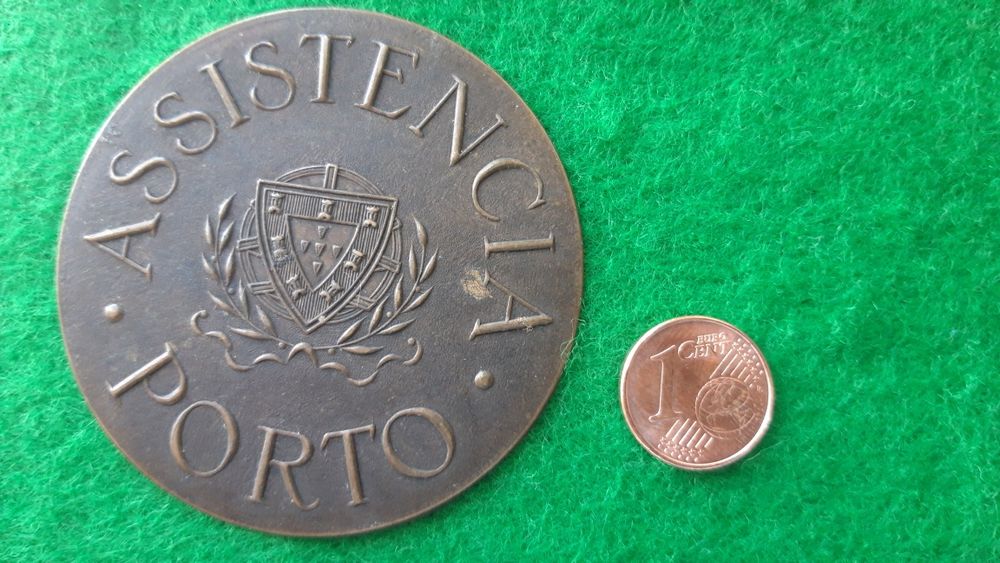 ASSISTENCIA
PORTO
1
EURO
CENT